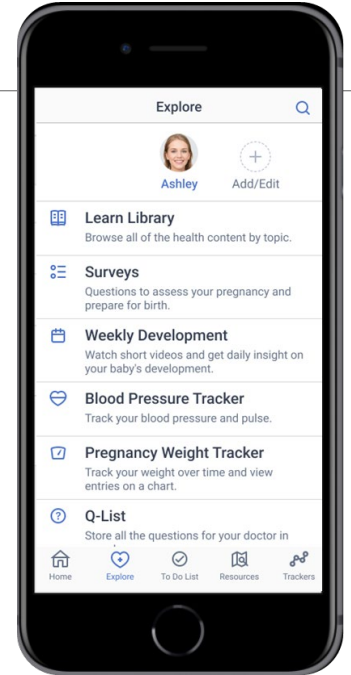 Explore
Ashley
Add/Edit
Learn Library
Browse all of the health content by topic.
Surveys
Questions to assess your pregnancy and
prepare for birth.
Weekly Development
Watch short videos and get daily insight on
your baby's development.
Blood Pressure Tracker
Track your blood pressure and pulse.
Pregnancy Weight Tracker
Track your weight over time and view
entries on a chart.
Q-List
Store all the questions for your doctor in
Home
Explore
To Do List
Resources
Trackers